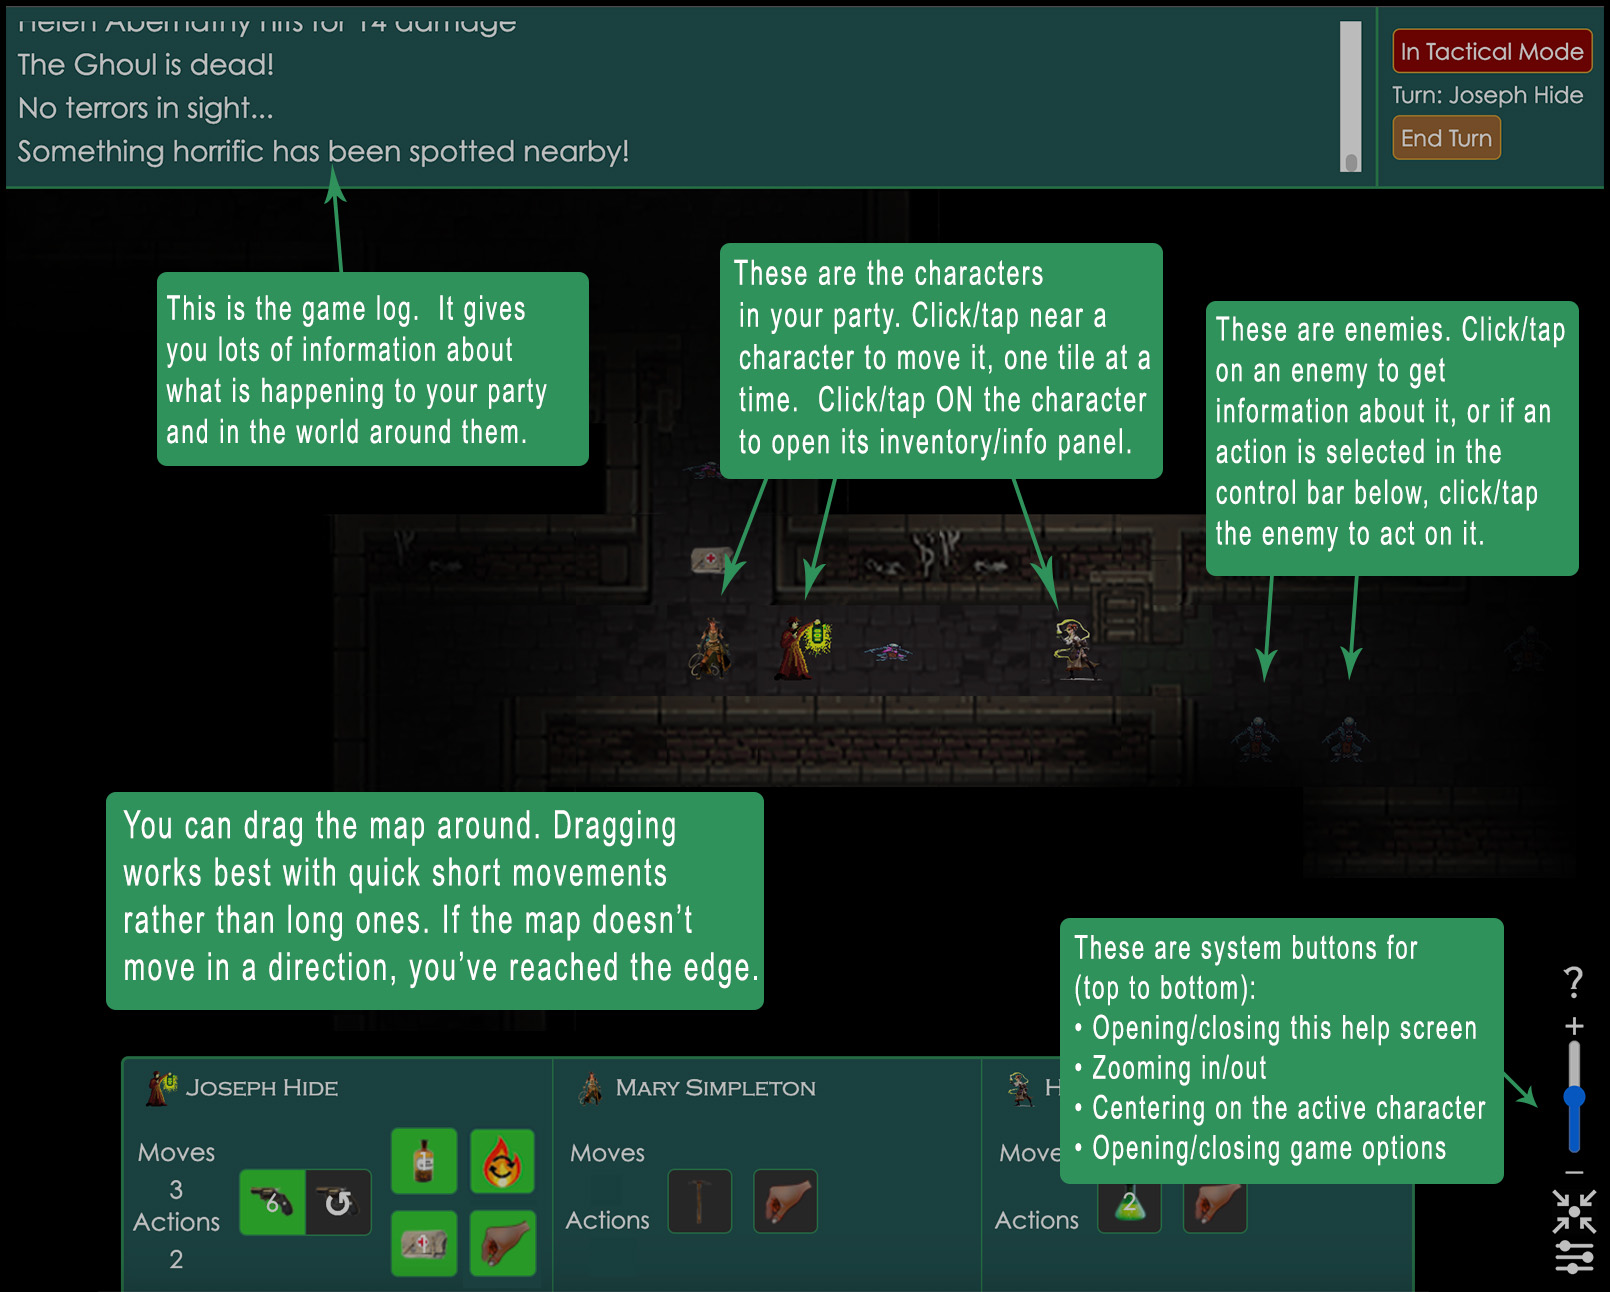 Helen Abernathy hits for 14 damage
The Ghoul is dead!
No terrors in sight...
Something horrific has been spotted nearby!
In Tactical Mode
Turn: Joseph Hide
End Turn
This is the game log.  It gives
you lots of information about
what is happening to your party
and in the world around them.
These are the characters
in your party. Click/tap near a
character to move it, one tile at a
time.  Click/tap ON the character
to open its inventory/info panel.
These are enemies. Click/tap
on an enemy to get
information about it, or if an
action is selected in the
control bar below, click/tap
the enemy to act on it.
You can drag the map around. Dragging
works best with quick short movements
rather than long ones. If the map doesn’t
move in a direction, you’ve reached the edge.
These are system buttons for
(top to bottom):
• Opening/closing this help screen
• Zooming in/out
• Centering on the active character
• Opening/closing game options
?
+
−
JOSEPH HIDE
Moves
3
Actions
2
6
MARY SIMPLETON
Moves
Actions
H
Move
Actions
2